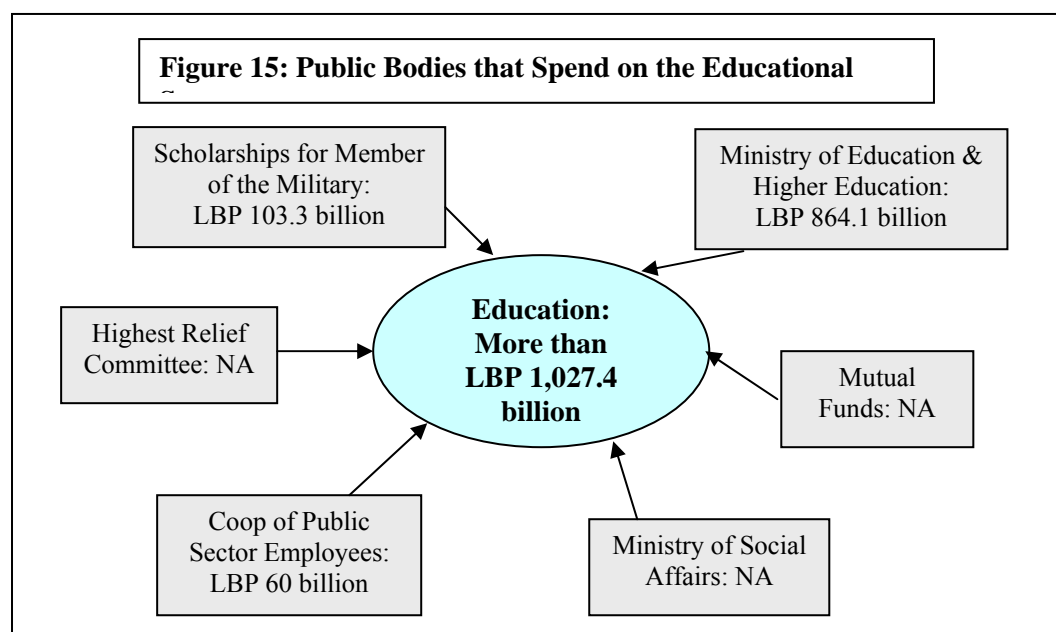 Figure 15: Public Bodies that Spend on the Educational
Scholarships for Member
of the Military:
LBP 103.3 billion
Ministry of Education &
Higher Education:
LBP 864.1 billion
Education:
More than
LBP 1,027.4
billion
Highest Relief
Committee: NA
Mutual
Funds: NA
Coop of Public
Sector Employees:
LBP 60 billion
Ministry of Social
Affairs: NA